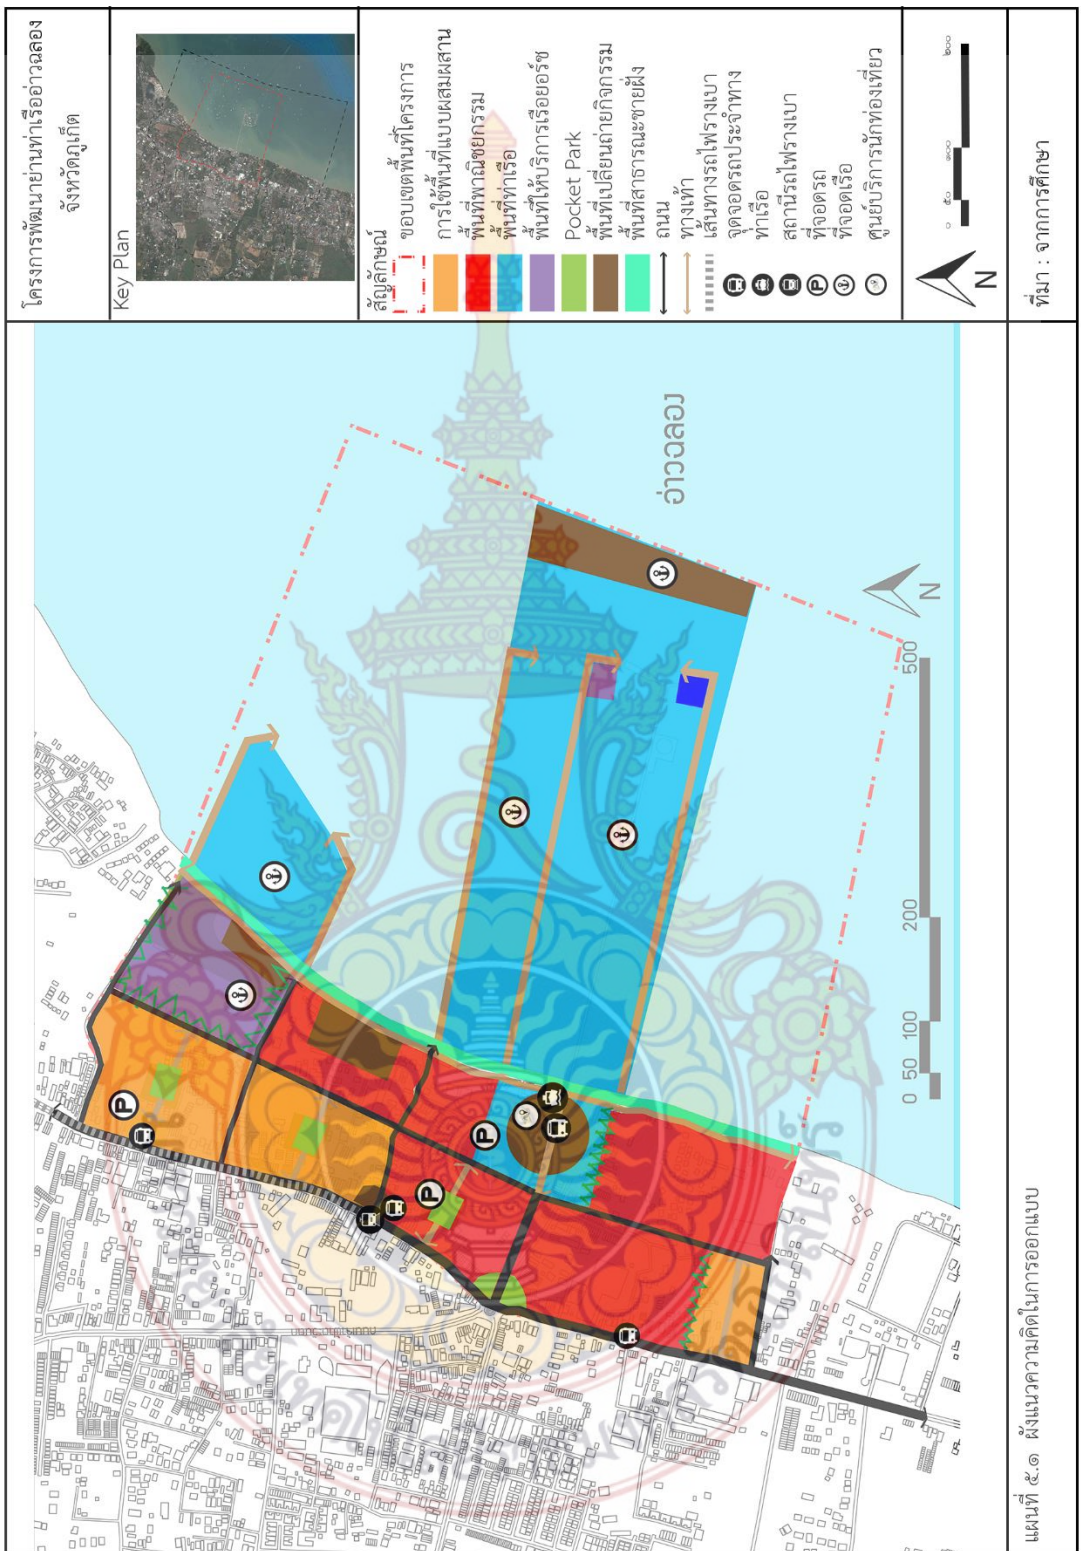 โครงการพัฒนาย่านท่าเรืออ่าวฉลอง
จังหวัดภูเก็ต
Key Plan
สัญลักษณ์
ขอบเขตพื้นที่โครงการ
การใช้พื้นที่แบบผสมผสาน
พื้นที่พาณิชยกรรม
พื้นที่ท่าเรือ
พื้นที่ให้บริการเรือยอร์ช
Pocket Park
พื้นที่เปลี่ยนถ่ายกิจกรรม
พื้นที่สาธารณะชายฝั่ง
ถนน
ทางเท้า
เส้นทางรถไฟรางเบา
จุดจอดรถประจำทาง
ท่าเรือ
สถานีรถไฟรางเบา
P ที่จอดรถ
ที่จอดเรือ
ศูนย์บริการนักท่องเที่ยว
N
ที่มา : จากการศึกษา
อ่าวฉลอง
N
0 50 100 200 500
P
P
P
แผนที่ ๕.๑ ผังแนวความคิดในการออกแบบ